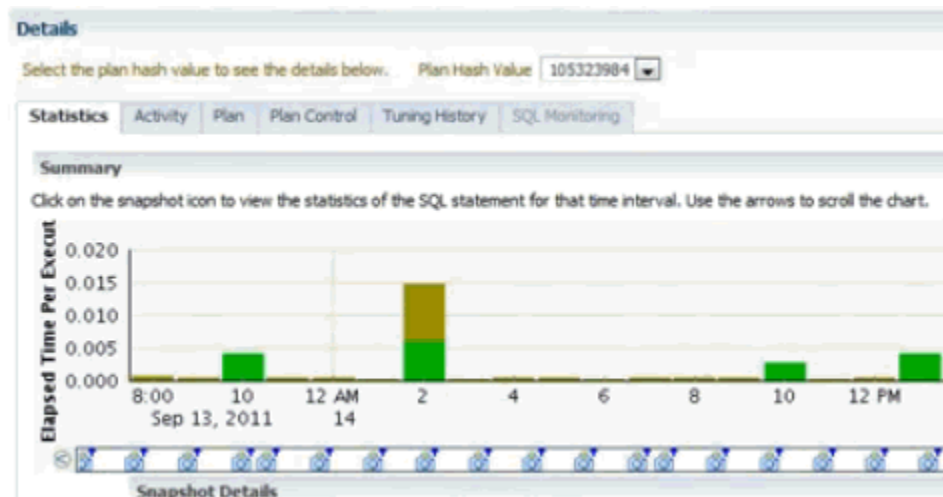 Details
Select the plan hash value to see the details below. Plan Hash Value 105323984
Statistics Activity Plan Plan Control Tuning History SQL Monitoring
Summary
Click on the snapshot icon to view the statistics of the SQL statement for that time interval. Use the arrows to scroll the chart.
Elapsed Time Per Execut
0.020
0.015
0.010
0.005
0.000
8:00 10 12 AM 2 4 6 8 10 12 PM
Sep 13, 2011 14
Snapshot Details